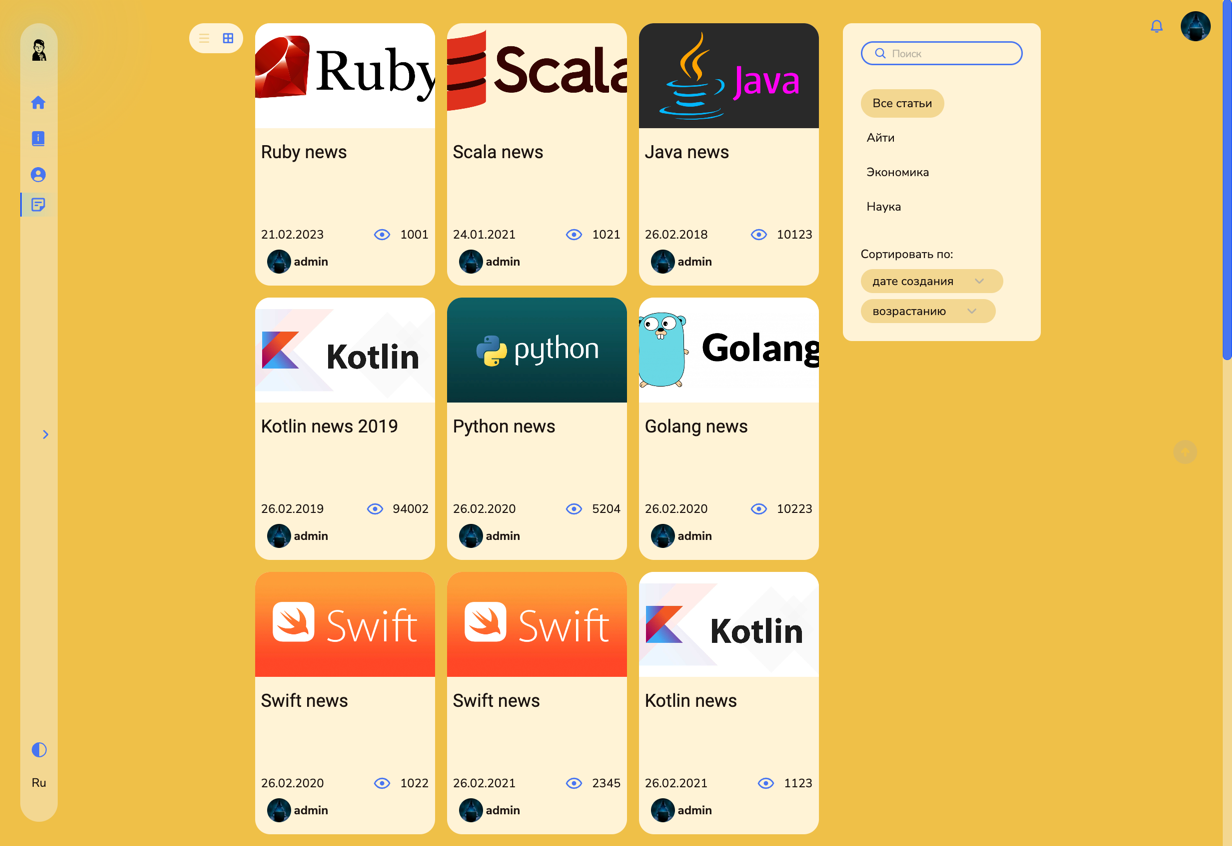 Ruby
Ruby news
21.02.2023
1001
admin
Scala
Scala news
24.01.2021
1021
admin
Java
Java news
26.02.2018
10123
admin
Kotlin
Kotlin news 2019
26.02.2019
94002
admin
python
Python news
26.02.2020
5204
admin
Golang
Golang news
26.02.2020
10223
admin
Swift
Swift news
26.02.2020
1022
admin
Swift
Swift news
26.02.2021
2345
admin
Kotlin
Kotlin news
26.02.2021
1123
admin
Поиск
Все статьи
Айти
Экономика
Наука
Сортировать по:
дате создания
возрастанию
Ru